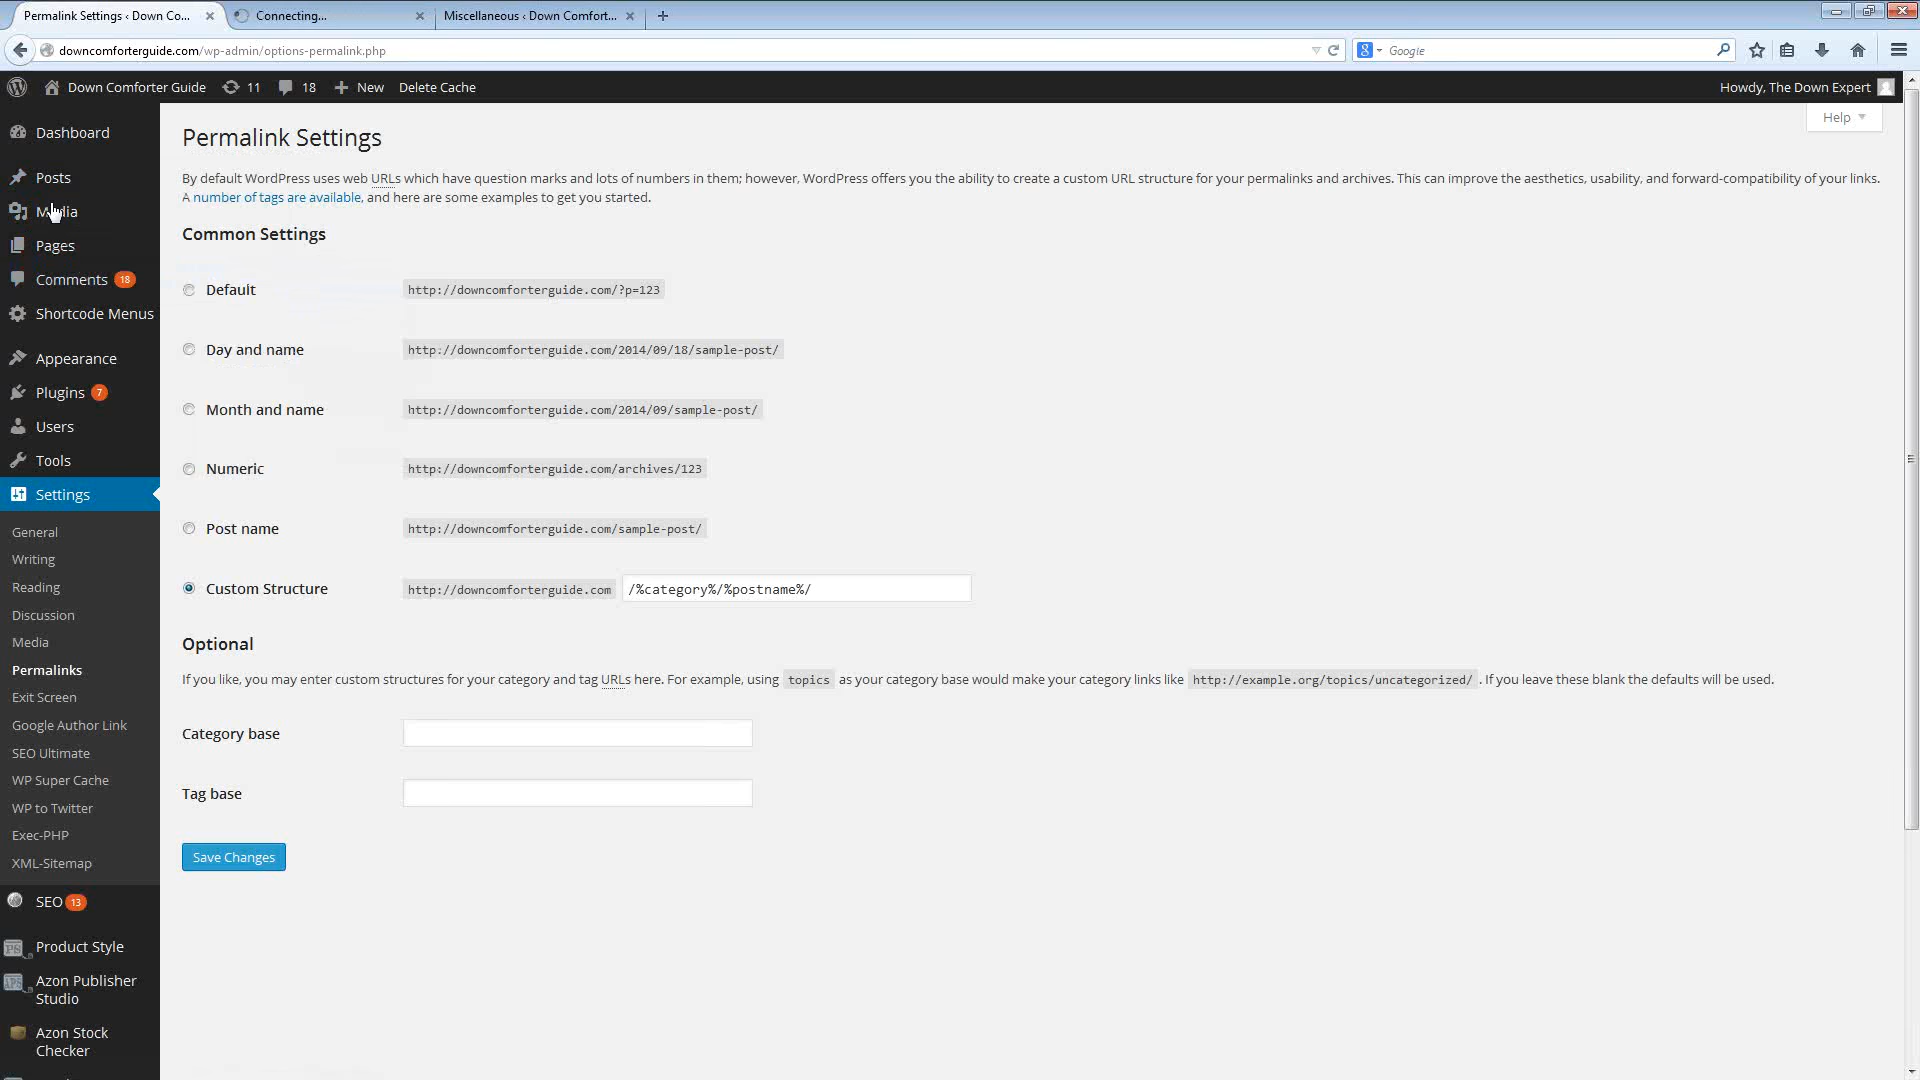 Permalink Settings ‹ Down Co...
Connecting...
Miscellaneous ‹ Down Comfort...
downcomforterguide.com/wp-admin/options-permalink.php
Google
Down Comforter Guide 11 18 New Delete Cache
Howdy, The Down Expert
Help
Dashboard
Posts
Media
Pages
Comments 18
Shortcode Menus
Appearance
Plugins 7
Users
Tools
Settings
General
Writing
Reading
Discussion
Media
Permalinks
Exit Screen
Google Author Link
SEO Ultimate
WP Super Cache
WP to Twitter
Exec-PHP
XML-Sitemap
SEO 13
Product Style
Azon Publisher
Studio
Azon Stock
Checker
Permalink Settings
By default WordPress uses web URLs which have question marks and lots of numbers in them; however, WordPress offers you the ability to create a custom URL structure for your permalinks and archives. This can improve the aesthetics, usability, and forward-compatibility of your links.
A number of tags are available, and here are some examples to get you started.
Common Settings
Default http://downcomforterguide.com/?p=123
Day and name http://downcomforterguide.com/2014/09/18/sample-post/
Month and name http://downcomforterguide.com/2014/09/sample-post/
Numeric http://downcomforterguide.com/archives/123
Post name http://downcomforterguide.com/sample-post/
Custom Structure http://downcomforterguide.com /%category%/%postname%/
Optional
If you like, you may enter custom structures for your category and tag URLs here. For example, using topics as your category base would make your category links like http://example.org/topics/uncategorized/ . If you leave these blank the defaults will be used.
Category base
Tag base
Save Changes